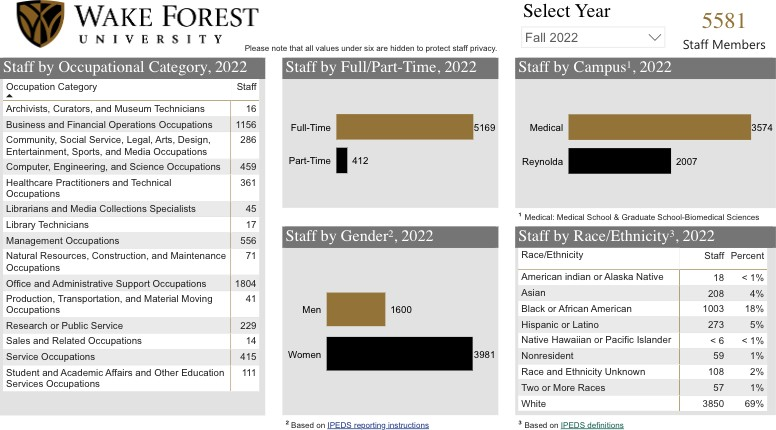 WAKE FOREST
UNIVERSITY
Please note that all values under six are hidden to protect staff privacy.
Select Year
Fall 2022
5581
Staff Members
Staff by Occupational Category, 2022
Occupation Category Staff
Archivists, Curators, and Museum Technicians 16
Business and Financial Operations Occupations 1156
Community, Social Service, Legal, Arts, Design, 286
Entertainment, Sports, and Media Occupations
Computer, Engineering, and Science Occupations 459
Healthcare Practitioners and Technical 361
Occupations
Librarians and Media Collections Specialists 45
Library Technicians 17
Management Occupations 556
Natural Resources, Construction, and Maintenance 71
Occupations
Office and Administrative Support Occupations 1804
Production, Transportation, and Material Moving 41
Occupations
Research or Public Service 229
Sales and Related Occupations 14
Service Occupations 415
Student and Academic Affairs and Other Education 111
Services Occupations
Staff by Full/Part-Time, 2022
Full-Time 5169
Part-Time 412
Staff by Gender², 2022
Men 1600
Women 3981
² Based on IPEDS reporting instructions
Staff by Campus¹, 2022
Medical 3574
Reynolda 2007
¹ Medical: Medical School & Graduate School-Biomedical Sciences
Staff by Race/Ethnicity³, 2022
Race/Ethnicity Staff Percent
American indian or Alaska Native 18 < 1%
Asian 208 4%
Black or African American 1003 18%
Hispanic or Latino 273 5%
Native Hawaiian or Pacific Islander < 6 < 1%
Nonresident 59 1%
Race and Ethnicity Unknown 108 2%
Two or More Races 57 1%
White 3850 69%
³ Based on IPEDS definitions